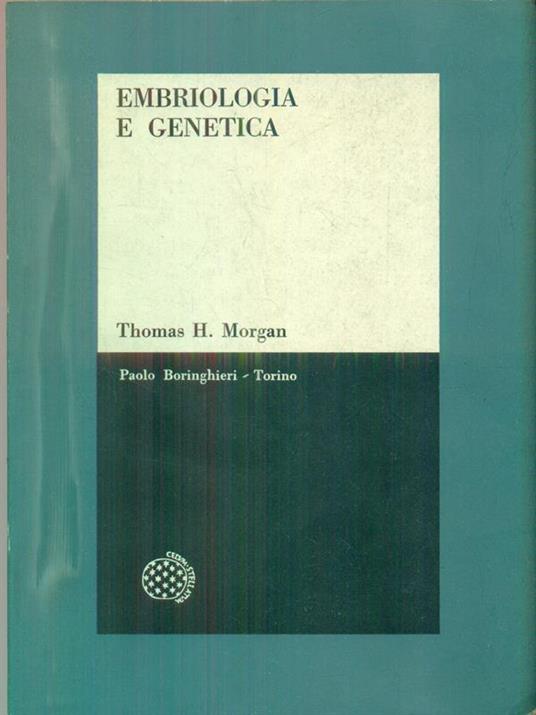 EMBRIOLOGIA
E GENETICA
Thomas H. Morgan
Paolo Boringhieri - Torino